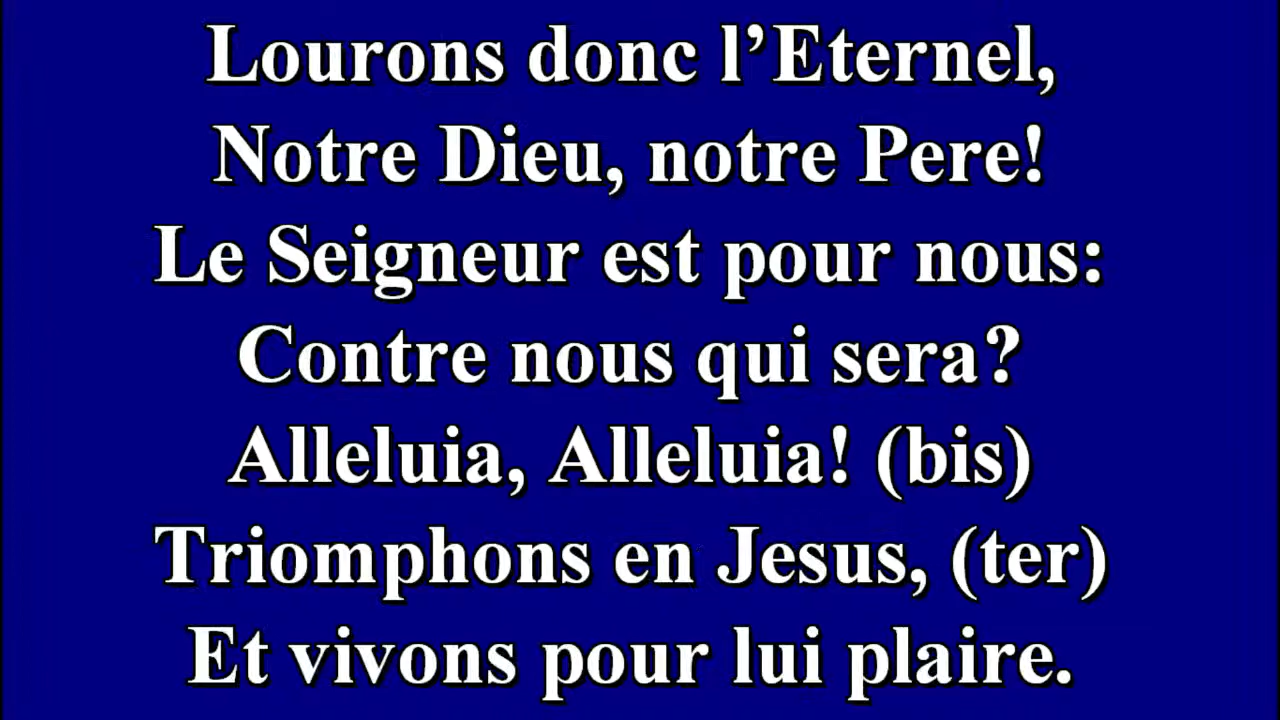 Lourons donc l’Eternel,
Notre Dieu, notre Pere!
Le Seigneur est pour nous:
Contre nous qui sera?
Alleluia, Alleluia! (bis)
Triomphons en Jesus, (ter)
Et vivons pour lui plaire.